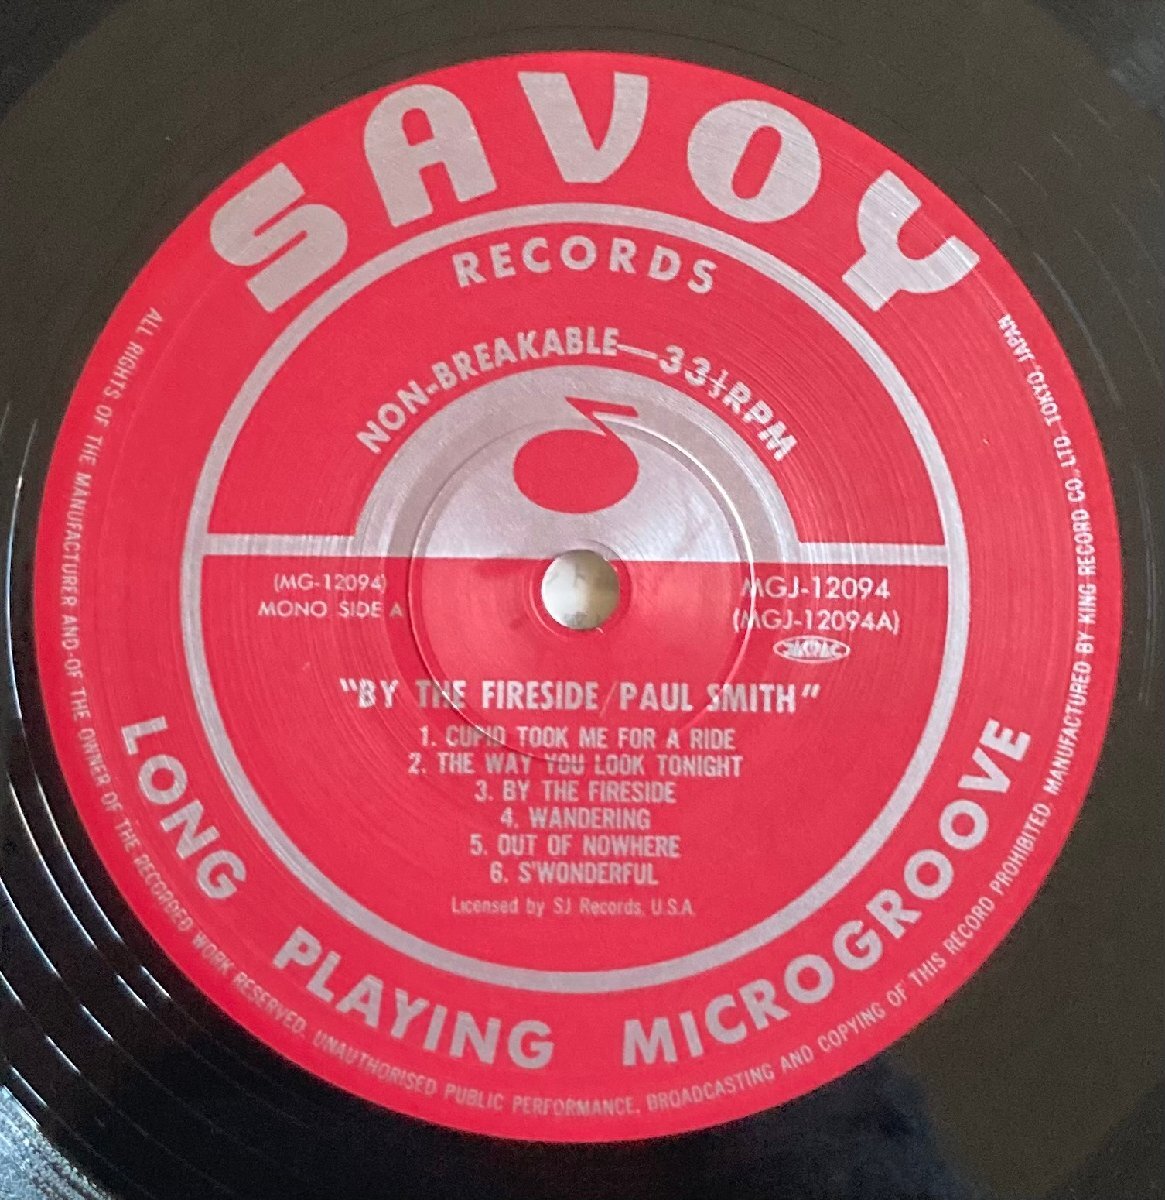 SAVOY
RECORDS
NON-BREAKABLE—33⅓RPM
(MG-12094)
MONO SIDE A
MGJ-12094
(MGJ-12094A)
"BY THE FIRESIDE/PAUL SMITH"
1. CUPID TOOK ME FOR A RIDE
2. THE WAY YOU LOOK TONIGHT
3. BY THE FIRESIDE
4. WANDERING
5. OUT OF NOWHERE
6. S'WONDERFUL
Licensed by SJ Records, U.S.A.
LONG PLAYING MICROGROOVE
ALL RIGHTS OF THE MANUFACTURER AND-OF THE OWNER OF THE RECORDED WORK RESERVED. UNAUTHORISED PUBLIC PERFORMANCE, BROADCASTING AND COPYING OF THIS RECORD PROHIBITED. MANUFACTURED BY KING RECORD CO., LTD. TOKYO, JAPAN